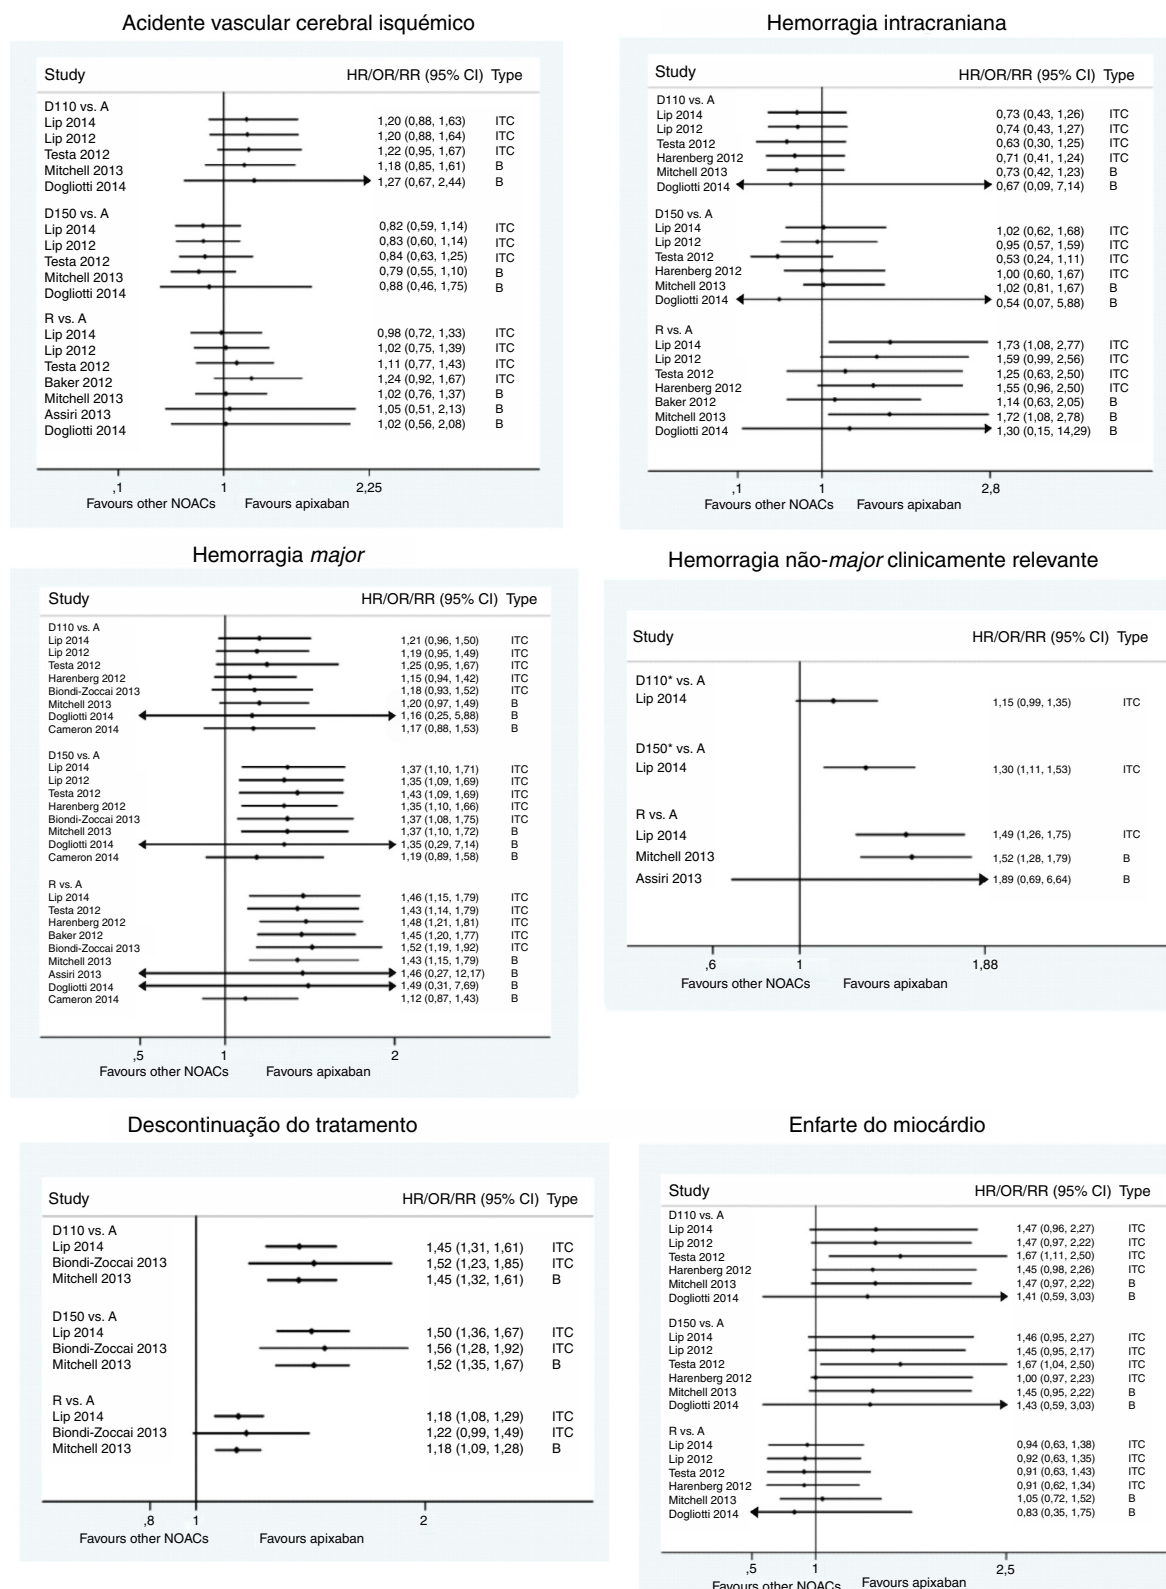 Acidente vascular cerebral isquémico
Study HR/OR/RR (95% CI) Type
D110 vs. A
Lip 2014 1,20 (0,88, 1,63) ITC
Lip 2012 1,20 (0,88, 1,64) ITC
Testa 2012 1,22 (0,95, 1,67) ITC
Mitchell 2013 1,18 (0,85, 1,61) B
Dogliotti 2014 1,27 (0,67, 2,44) B
D150 vs. A
Lip 2014 0,82 (0,59, 1,14) ITC
Lip 2012 0,83 (0,60, 1,14) ITC
Testa 2012 0,84 (0,63, 1,25) ITC
Mitchell 2013 0,79 (0,55, 1,10) B
Dogliotti 2014 0,88 (0,46, 1,75) B
R vs. A
Lip 2014 0,98 (0,72, 1,33) ITC
Lip 2012 1,02 (0,75, 1,39) ITC
Testa 2012 1,11 (0,77, 1,43) ITC
Baker 2012 1,24 (0,92, 1,67) ITC
Mitchell 2013 1,02 (0,76, 1,37) B
Assiri 2013 1,05 (0,51, 2,13) B
Dogliotti 2014 1,02 (0,56, 2,08) B
,1 1 2,25
Favours other NOACs Favours apixaban
Hemorragia intracraniana
Study HR/OR/RR (95% CI) Type
D110 vs. A
Lip 2014 0,73 (0,43, 1,26) ITC
Lip 2012 0,74 (0,43, 1,27) ITC
Testa 2012 0,63 (0,30, 1,25) ITC
Harenberg 2012 0,71 (0,41, 1,24) ITC
Mitchell 2013 0,73 (0,42, 1,23) B
Dogliotti 2014 0,67 (0,09, 7,14) B
D150 vs. A
Lip 2014 1,02 (0,62, 1,68) ITC
Lip 2012 0,95 (0,57, 1,59) ITC
Testa 2012 0,53 (0,24, 1,11) ITC
Harenberg 2012 1,00 (0,60, 1,67) ITC
Mitchell 2013 1,02 (0,81, 1,67) B
Dogliotti 2014 0,54 (0,07, 5,88) B
R vs. A
Lip 2014 1,73 (1,08, 2,77) ITC
Lip 2012 1,59 (0,99, 2,56) ITC
Testa 2012 1,25 (0,63, 2,50) ITC
Harenberg 2012 1,55 (0,96, 2,50) ITC
Baker 2012 1,14 (0,63, 2,05) B
Mitchell 2013 1,72 (1,08, 2,78) B
Dogliotti 2014 1,30 (0,15, 14,29) B
,1 1 2,8
Favours other NOACs Favours apixaban
Hemorragia major
Study HR/OR/RR (95% CI) Type
D110 vs. A
Lip 2014 1,21 (0,96, 1,50) ITC
Lip 2012 1,19 (0,95, 1,49) ITC
Testa 2012 1,25 (0,95, 1,67) ITC
Harenberg 2012 1,15 (0,94, 1,42) ITC
Biondi-Zoccai 2013 1,18 (0,93, 1,52) ITC
Mitchell 2013 1,20 (0,97, 1,49) B
Dogliotti 2014 1,16 (0,25, 5,88) B
Cameron 2014 1,17 (0,88, 1,53) B
D150 vs. A
Lip 2014 1,37 (1,10, 1,71) ITC
Lip 2012 1,35 (1,09, 1,69) ITC
Testa 2012 1,43 (1,09, 1,69) ITC
Harenberg 2012 1,35 (1,10, 1,66) ITC
Biondi-Zoccai 2013 1,37 (1,08, 1,75) ITC
Mitchell 2013 1,37 (1,10, 1,72) B
Dogliotti 2014 1,35 (0,29, 7,14) B
Cameron 2014 1,19 (0,89, 1,58) B
R vs. A
Lip 2014 1,46 (1,15, 1,79) ITC
Testa 2012 1,43 (1,14, 1,79) ITC
Harenberg 2012 1,48 (1,21, 1,81) ITC
Baker 2012 1,45 (1,20, 1,77) ITC
Biondi-Zoccai 2013 1,52 (1,19, 1,92) ITC
Mitchell 2013 1,43 (1,15, 1,79) B
Assiri 2013 1,46 (0,27, 12,17) B
Dogliotti 2014 1,49 (0,31, 7,69) B
Cameron 2014 1,12 (0,87, 1,43) B
,5 1 2
Favours other NOACs Favours apixaban
Hemorragia não-major clinicamente relevante
Study HR/OR/RR (95% CI) Type
D110* vs. A
Lip 2014 1,15 (0,99, 1,35) ITC
D150* vs. A
Lip 2014 1,30 (1,11, 1,53) ITC
R vs. A
Lip 2014 1,49 (1,26, 1,75) ITC
Mitchell 2013 1,52 (1,28, 1,79) B
Assiri 2013 1,89 (0,69, 6,64) B
,6 1 1,88
Favours other NOACs Favours apixaban
Descontinuação do tratamento
Study HR/OR/RR (95% CI) Type
D110 vs. A
Lip 2014 1,45 (1,31, 1,61) ITC
Biondi-Zoccai 2013 1,52 (1,23, 1,85) ITC
Mitchell 2013 1,45 (1,32, 1,61) B
D150 vs. A
Lip 2014 1,50 (1,36, 1,67) ITC
Biondi-Zoccai 2013 1,56 (1,28, 1,92) ITC
Mitchell 2013 1,52 (1,35, 1,67) B
R vs. A
Lip 2014 1,18 (1,08, 1,29) ITC
Biondi-Zoccai 2013 1,22 (0,99, 1,49) ITC
Mitchell 2013 1,18 (1,09, 1,28) B
,8 1 2
Favours other NOACs Favours apixaban
Enfarte do miocárdio
Study HR/OR/RR (95% CI) Type
D110 vs. A
Lip 2014 1,47 (0,96, 2,27) ITC
Lip 2012 1,47 (0,97, 2,22) ITC
Testa 2012 1,67 (1,11, 2,50) ITC
Harenberg 2012 1,45 (0,98, 2,26) ITC
Mitchell 2013 1,47 (0,97, 2,22) B
Dogliotti 2014 1,41 (0,59, 3,03) B
D150 vs. A
Lip 2014 1,46 (0,95, 2,27) ITC
Lip 2012 1,45 (0,95, 2,17) ITC
Testa 2012 1,67 (1,04, 2,50) ITC
Harenberg 2012 1,00 (0,97, 2,23) ITC
Mitchell 2013 1,45 (0,95, 2,22) B
Dogliotti 2014 1,43 (0,59, 3,03) B
R vs. A
Lip 2014 0,94 (0,63, 1,38) ITC
Lip 2012 0,92 (0,63, 1,35) ITC
Testa 2012 0,91 (0,63, 1,43) ITC
Harenberg 2012 0,91 (0,62, 1,34) ITC
Mitchell 2013 1,05 (0,72, 1,52) B
Dogliotti 2014 0,83 (0,35, 1,75) B
,5 1 2,5
Favours other NOACs Favours apixaban